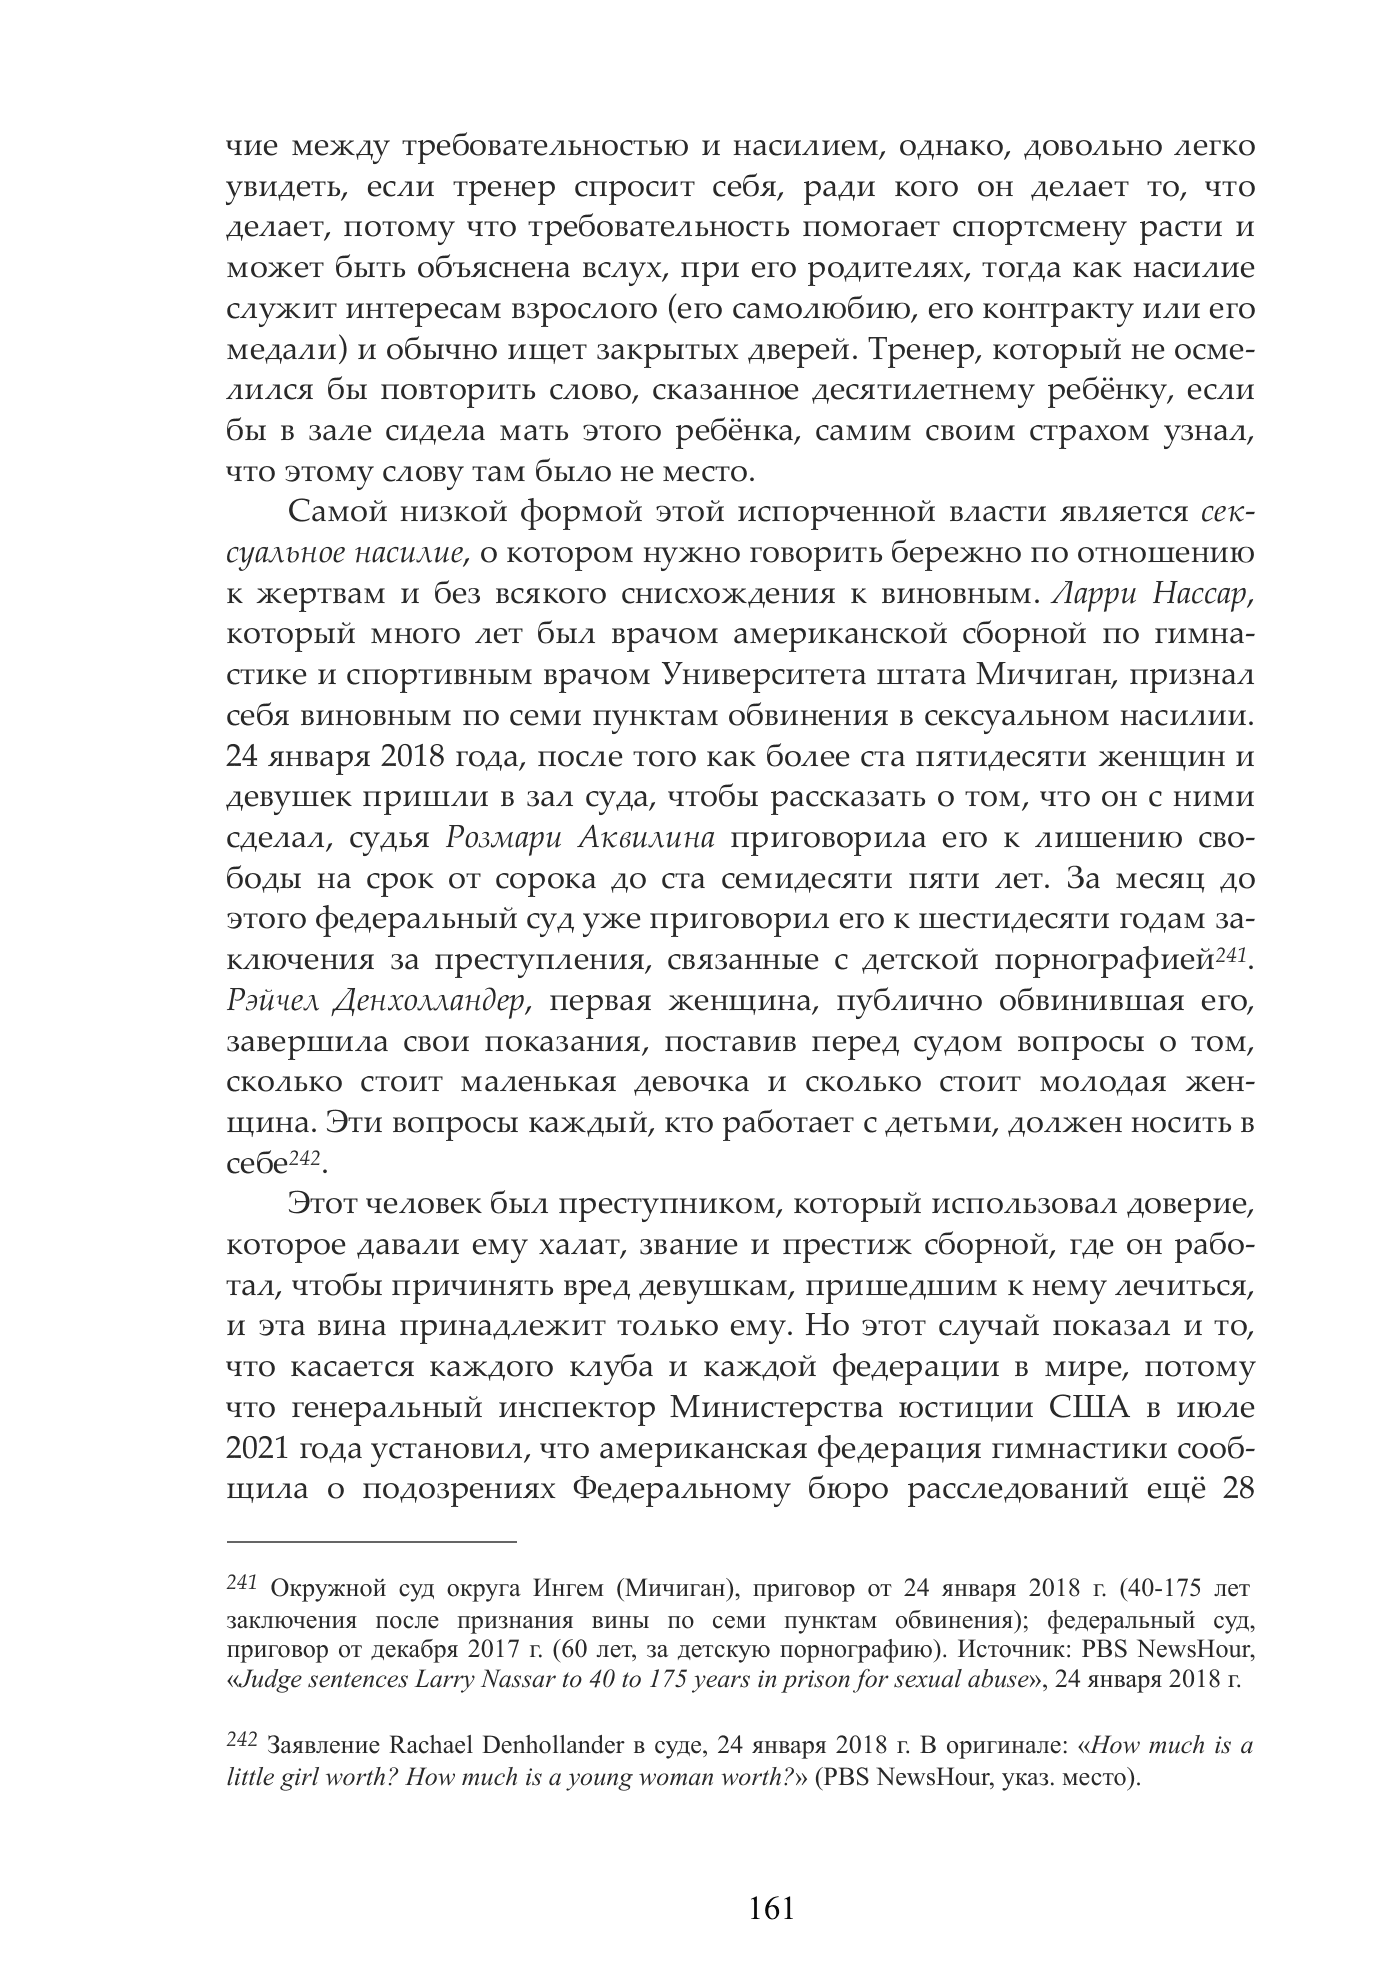 чие между требовательностью и насилием, однако, довольно легко
увидеть, если тренер спросит себя, ради кого он делает то, что
делает, потому что требовательность помогает спортсмену расти и
может быть объяснена вслух, при его родителях, тогда как насилие
служит интересам взрослого (его самолюбию, его контракту или его
медали) и обычно ищет закрытых дверей. Тренер, который не осме-
лился бы повторить слово, сказанное десятилетнему ребёнку, если
бы в зале сидела мать этого ребёнка, самим своим страхом узнал,
что этому слову там было не место.
Самой низкой формой этой испорченной власти является сек-
суальное насилие, о котором нужно говорить бережно по отношению
к жертвам и без всякого снисхождения к виновным. Ларри Нассар,
который много лет был врачом американской сборной по гимна-
стике и спортивным врачом Университета штата Мичиган, признал
себя виновным по семи пунктам обвинения в сексуальном насилии.
24 января 2018 года, после того как более ста пятидесяти женщин и
девушек пришли в зал суда, чтобы рассказать о том, что он с ними
сделал, судья Розмари Аквилина приговорила его к лишению сво-
боды на срок от сорока до ста семидесяти пяти лет. За месяц до
этого федеральный суд уже приговорил его к шестидесяти годам за-
ключения за преступления, связанные с детской порнографией241.
Рэйчел Денхолландер, первая женщина, публично обвинившая его,
завершила свои показания, поставив перед судом вопросы о том,
сколько стоит маленькая девочка и сколько стоит молодая жен-
щина. Эти вопросы каждый, кто работает с детьми, должен носить в
себе242.
Этот человек был преступником, который использовал доверие,
которое давали ему халат, звание и престиж сборной, где он рабо-
тал, чтобы причинять вред девушкам, пришедшим к нему лечиться,
и эта вина принадлежит только ему. Но этот случай показал и то,
что касается каждого клуба и каждой федерации в мире, потому
что генеральный инспектор Министерства юстиции США в июле
2021 года установил, что американская федерация гимнастики сооб-
щила о подозрениях Федеральному бюро расследований ещё 28
241 Окружной суд округа Ингем (Мичиган), приговор от 24 января 2018 г. (40-175 лет
заключения после признания вины по семи пунктам обвинения); федеральный суд,
приговор от декабря 2017 г. (60 лет, за детскую порнографию). Источник: PBS NewsHour,
«Judge sentences Larry Nassar to 40 to 175 years in prison for sexual abuse», 24 января 2018 г.
242 Заявление Rachael Denhollander в суде, 24 января 2018 г. В оригинале: «How much is a
little girl worth? How much is a young woman worth?» (PBS NewsHour, указ. место).
161